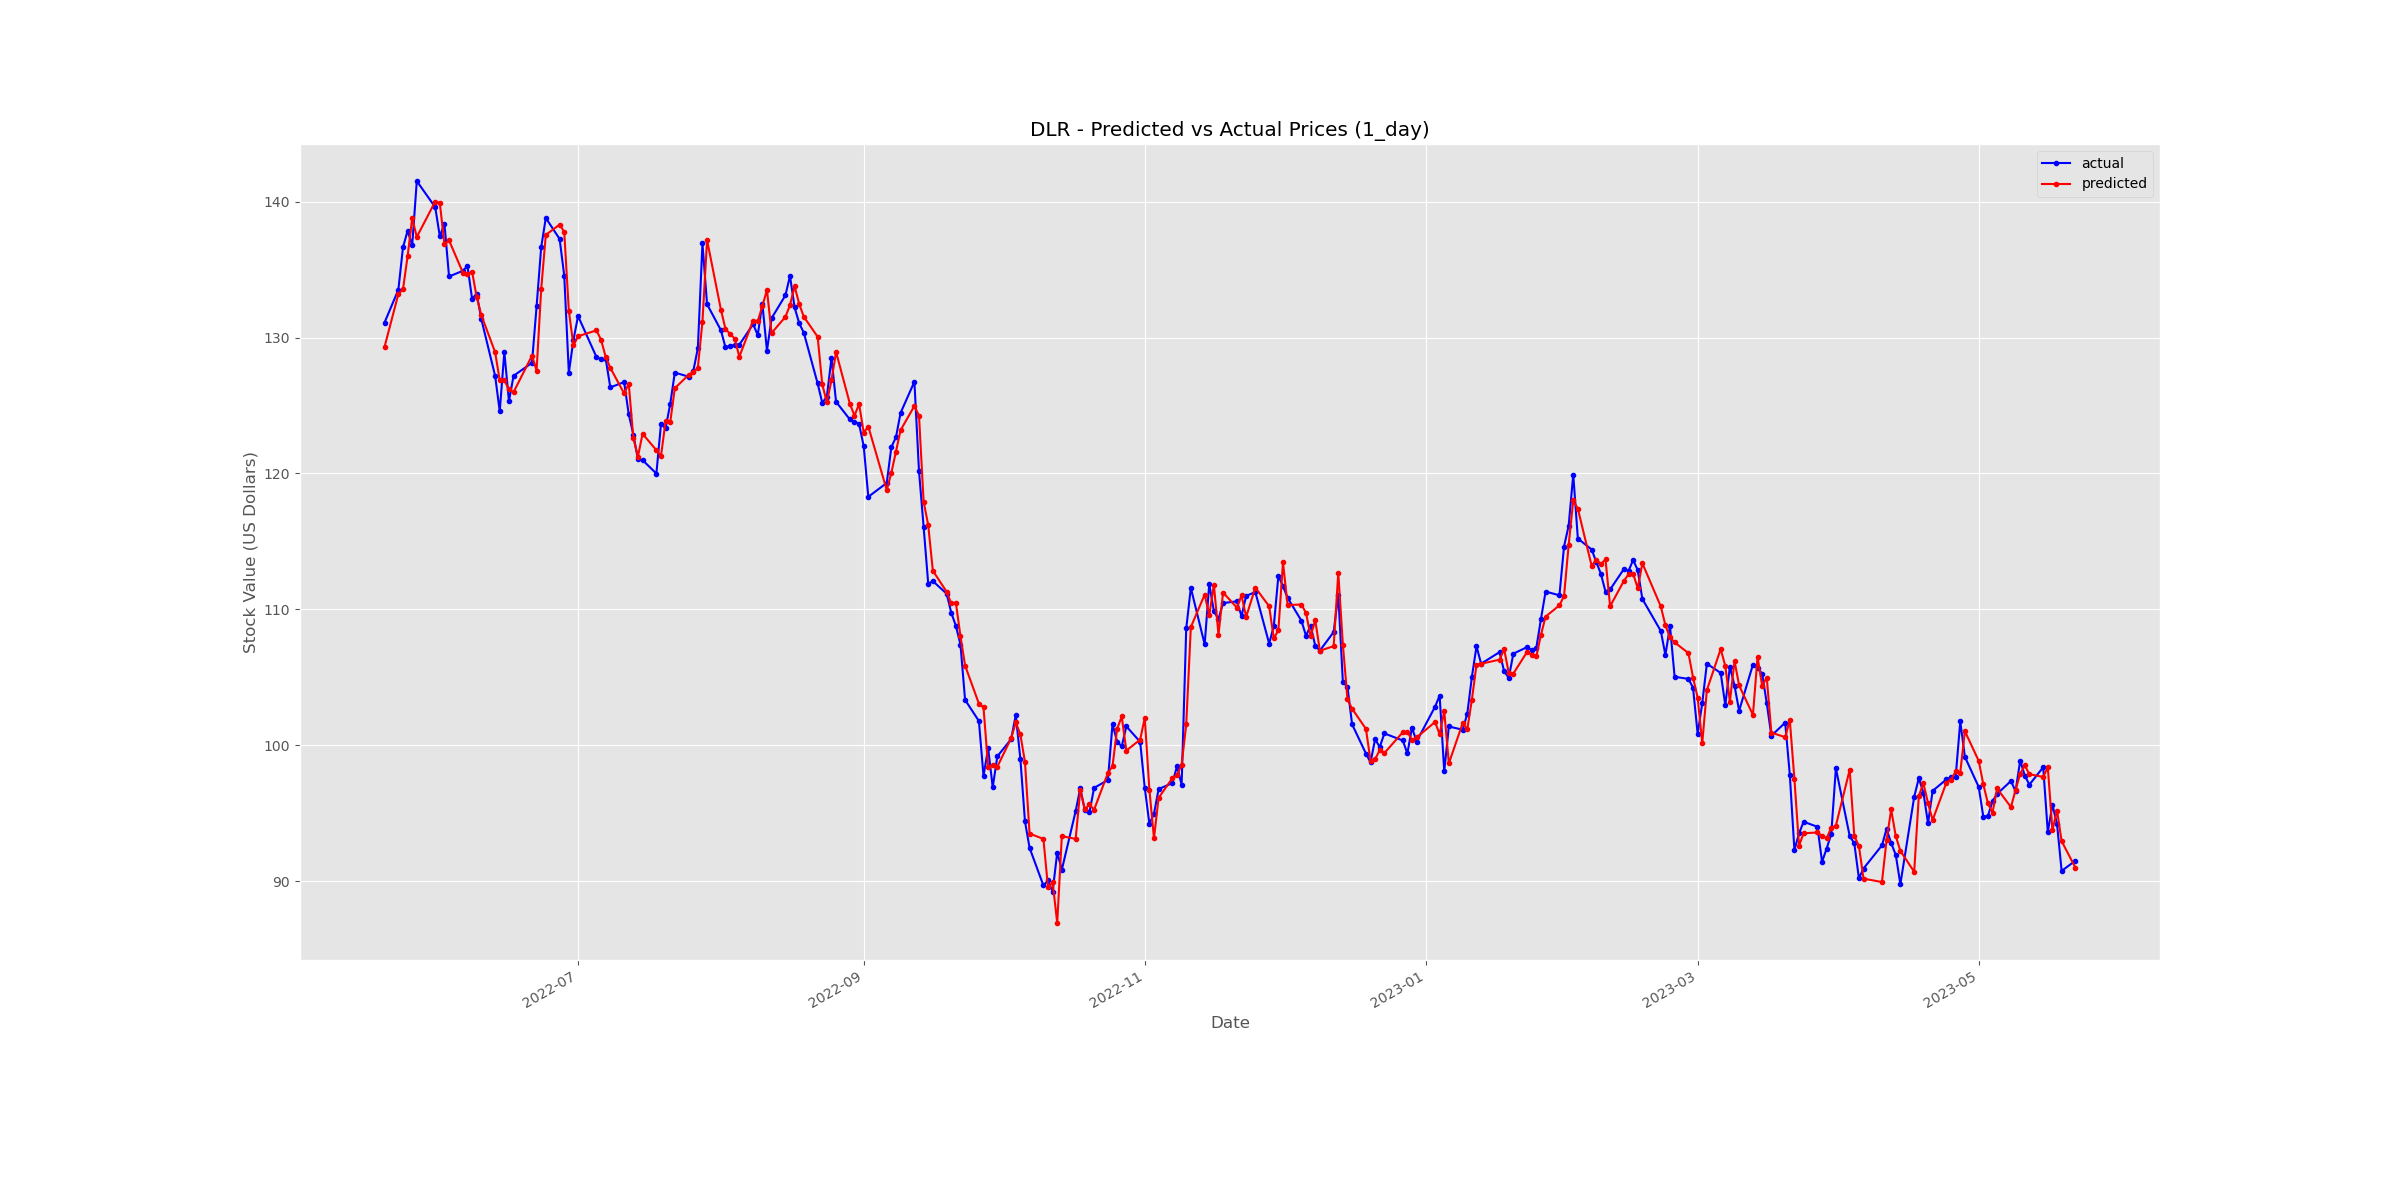 DLR - Predicted vs Actual Prices (1_day)
actual
predicted
140
130
120
110
100
90
Stock Value (US Dollars)
2022-07
2022-09
2022-11
2023-01
2023-03
2023-05
Date